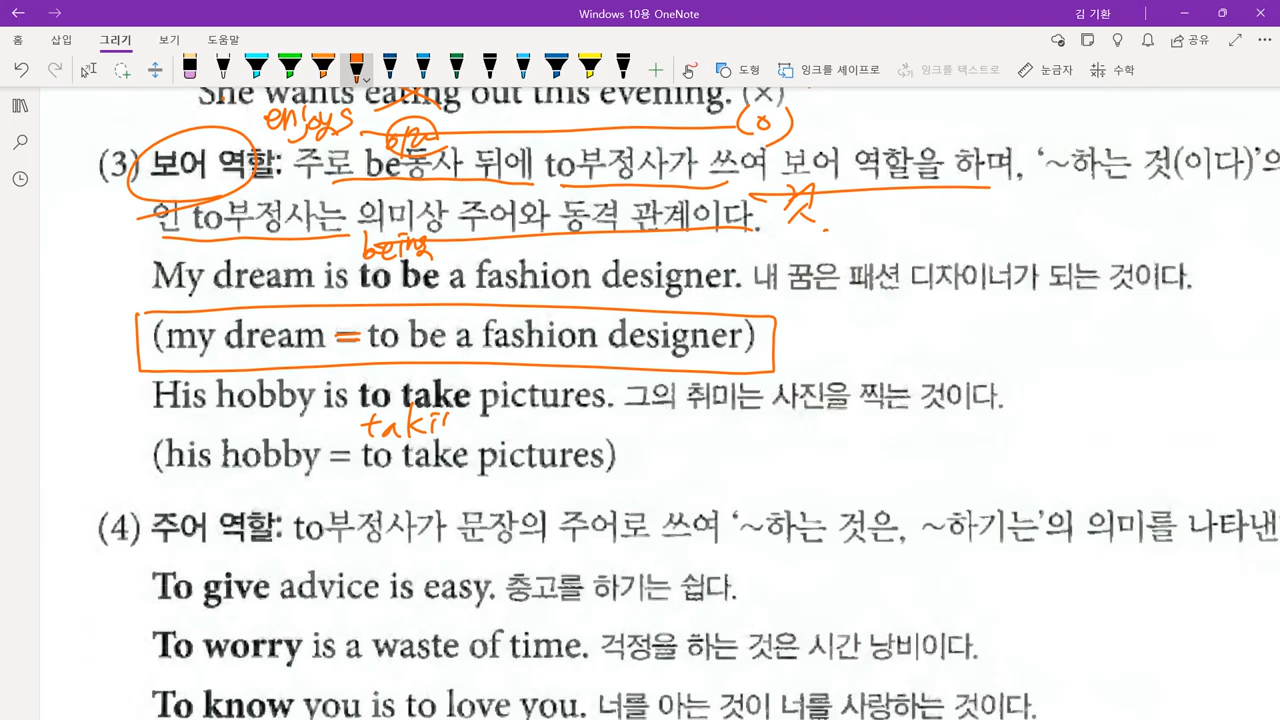 Windows 10용 OneNote
김 기환
홈 삽입 그리기 보기 도움말
공유
도형 잉크를 셰이프로 잉크를 텍스트로 눈금자 수학
She wants eating out this evening. (×)
enjoys (o)
(3) 보어 역할: 주로 be동사 뒤에 to부정사가 쓰여 보어 역할을 하며, ‘~하는 것(이다)’의
것.
인 to부정사는 의미상 주어와 동격 관계이다.
being
My dream is to be a fashion designer. 내 꿈은 패션 디자이너가 되는 것이다.
(my dream = to be a fashion designer)
His hobby is to take pictures. 그의 취미는 사진을 찍는 것이다.
(his hobby = to take pictures)
(4) 주어 역할: to부정사가 문장의 주어로 쓰여 ‘~하는 것은, ~하기는’의 의미를 나타낸
To give advice is easy. 충고를 하기는 쉽다.
To worry is a waste of time. 걱정을 하는 것은 시간 낭비이다.
To know you is to love you. 너를 아는 것이 너를 사랑하는 것이다.